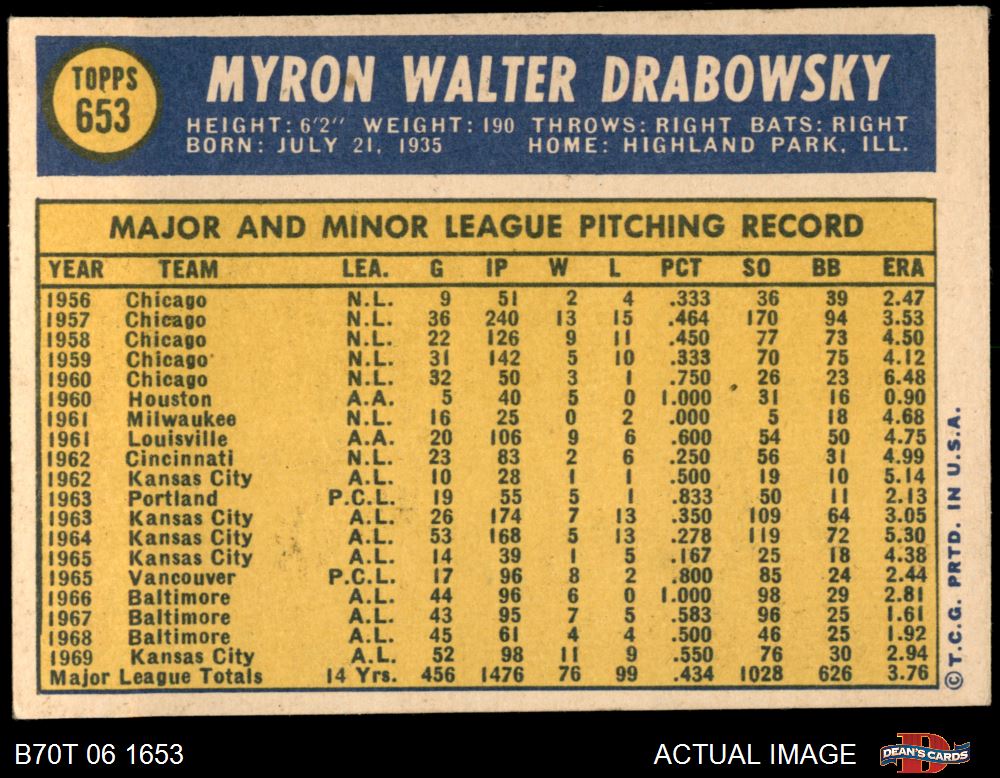 TOPPS
653
MYRON WALTER DRABOWSKY
HEIGHT: 6'2" WEIGHT: 190 THROWS: RIGHT BATS: RIGHT
BORN: JULY 21, 1935 HOME: HIGHLAND PARK, ILL.
MAJOR AND MINOR LEAGUE PITCHING RECORD
YEAR TEAM LEA. G IP W L PCT SO BB ERA
1956 Chicago N.L. 9 51 2 4 .333 36 39 2.47
1957 Chicago N.L. 36 240 13 15 .464 170 94 3.53
1958 Chicago N.L. 22 126 9 11 .450 77 73 4.50
1959 Chicago N.L. 31 142 5 10 .333 70 75 4.12
1960 Chicago N.L. 32 50 3 1 .750 26 23 6.48
1960 Houston A.A. 5 40 5 0 1.000 31 16 0.90
1961 Milwaukee N.L. 16 25 0 2 .000 5 18 4.68
1961 Louisville A.A. 20 106 9 6 .600 54 50 4.75
1962 Cincinnati N.L. 23 83 2 6 .250 56 31 4.99
1962 Kansas City A.L. 10 28 1 1 .500 19 10 5.14
1963 Portland P.C.L. 19 55 5 1 .833 50 11 2.13
1963 Kansas City A.L. 26 174 7 13 .350 109 64 3.05
1964 Kansas City A.L. 53 168 5 13 .278 119 72 5.30
1965 Kansas City A.L. 14 39 1 5 .167 25 18 4.38
1965 Vancouver P.C.L. 17 96 8 2 .800 85 24 2.44
1966 Baltimore A.L. 44 96 6 0 1.000 98 29 2.81
1967 Baltimore A.L. 43 95 7 5 .583 96 25 1.61
1968 Baltimore A.L. 45 61 4 4 .500 46 25 1.92
1969 Kansas City A.L. 52 98 11 9 .550 76 30 2.94
Major League Totals 14 Yrs. 456 1476 76 99 .434 1028 626 3.76
© T.C.G. PRTD. IN U.S.A.
B70T 06 1653 ACTUAL IMAGE
DEAN'S CARDS